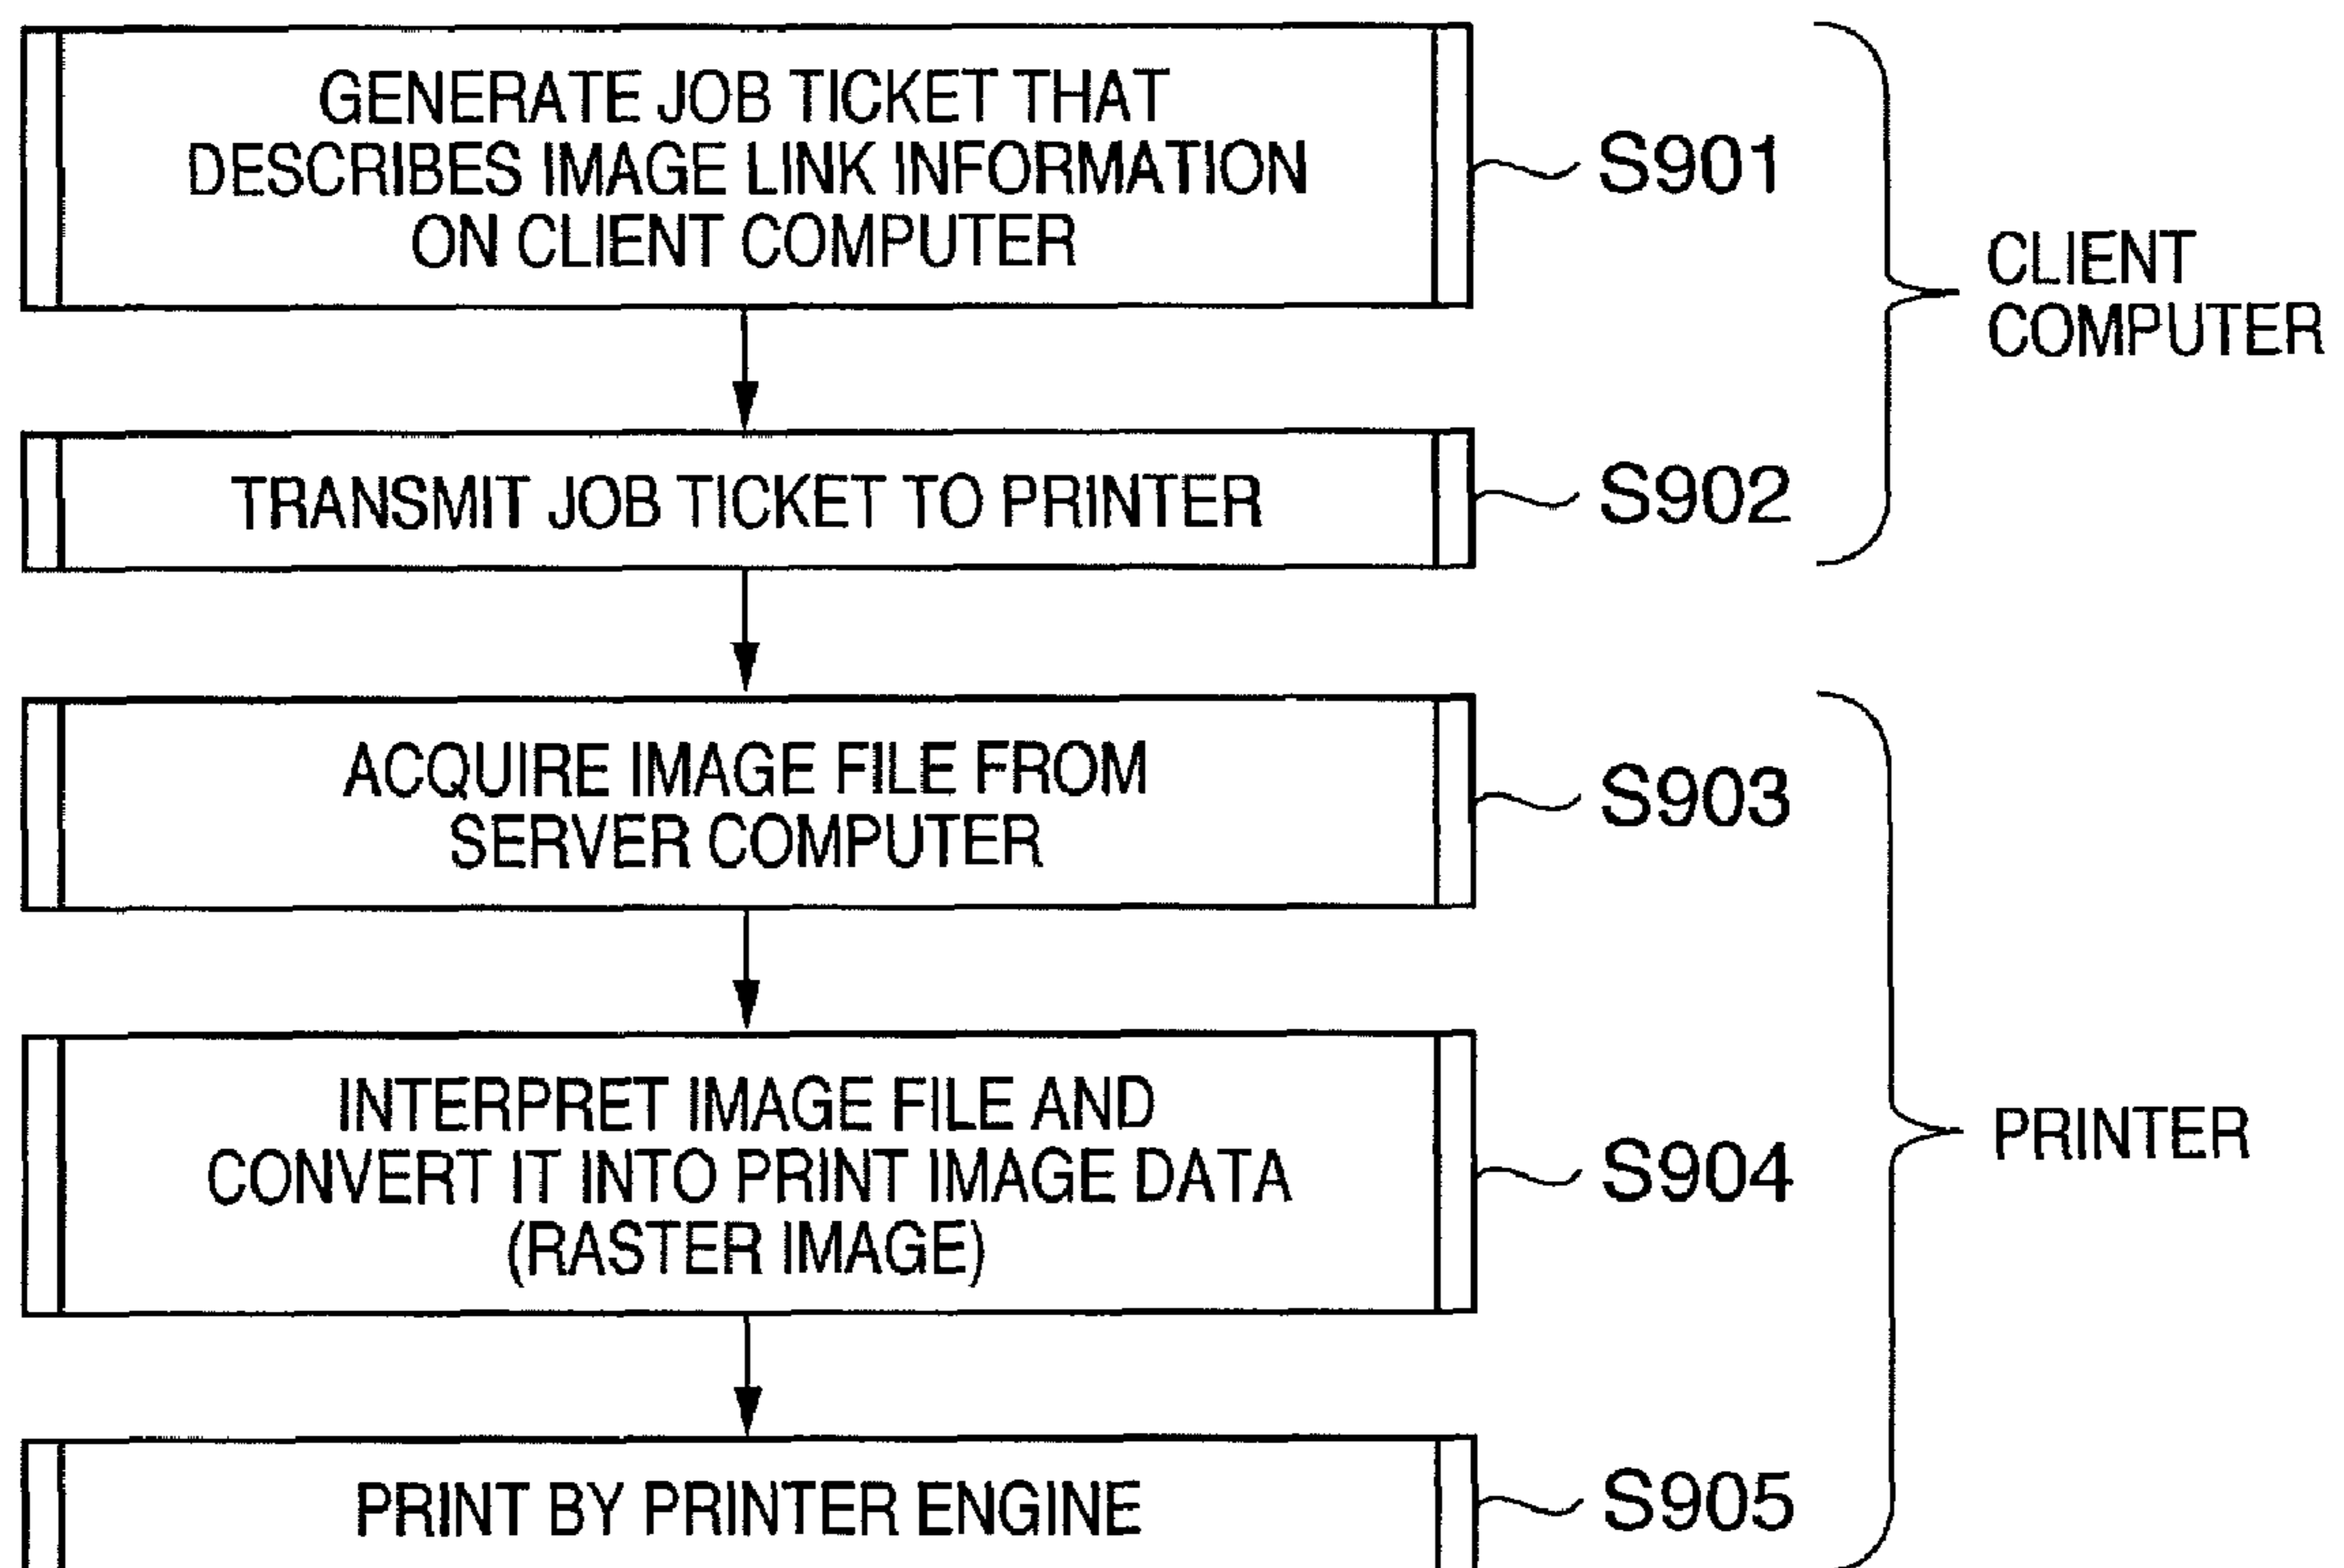 GENERATE JOB TICKET THAT
DESCRIBES IMAGE LINK INFORMATION
ON CLIENT COMPUTER
S901
CLIENT
COMPUTER
TRANSMIT JOB TICKET TO PRINTER
S902
ACQUIRE IMAGE FILE FROM
SERVER COMPUTER
S903
INTERPRET IMAGE FILE AND
CONVERT IT INTO PRINT IMAGE DATA
(RASTER IMAGE)
S904
PRINTER
PRINT BY PRINTER ENGINE
S905